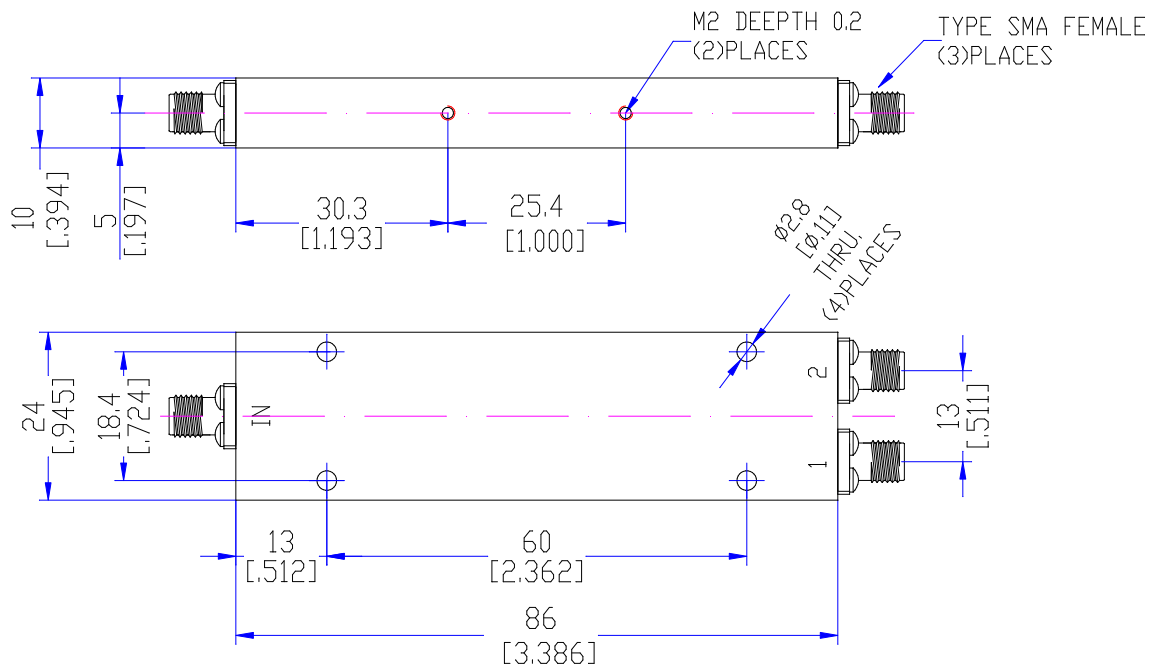 M2 DEEPTH 0.2
(2)PLACES
TYPE SMA FEMALE
(3)PLACES
10
[.394]
5
[.197]
30.3
[1.193]
25.4
[1.000]
Ø2.8
[Ø.11]
THRU.
(4)PLACES
24
[.945]
18.4
[.724]
IN
2
1
13
[.511]
13
[.512]
60
[2.362]
86
[3.386]